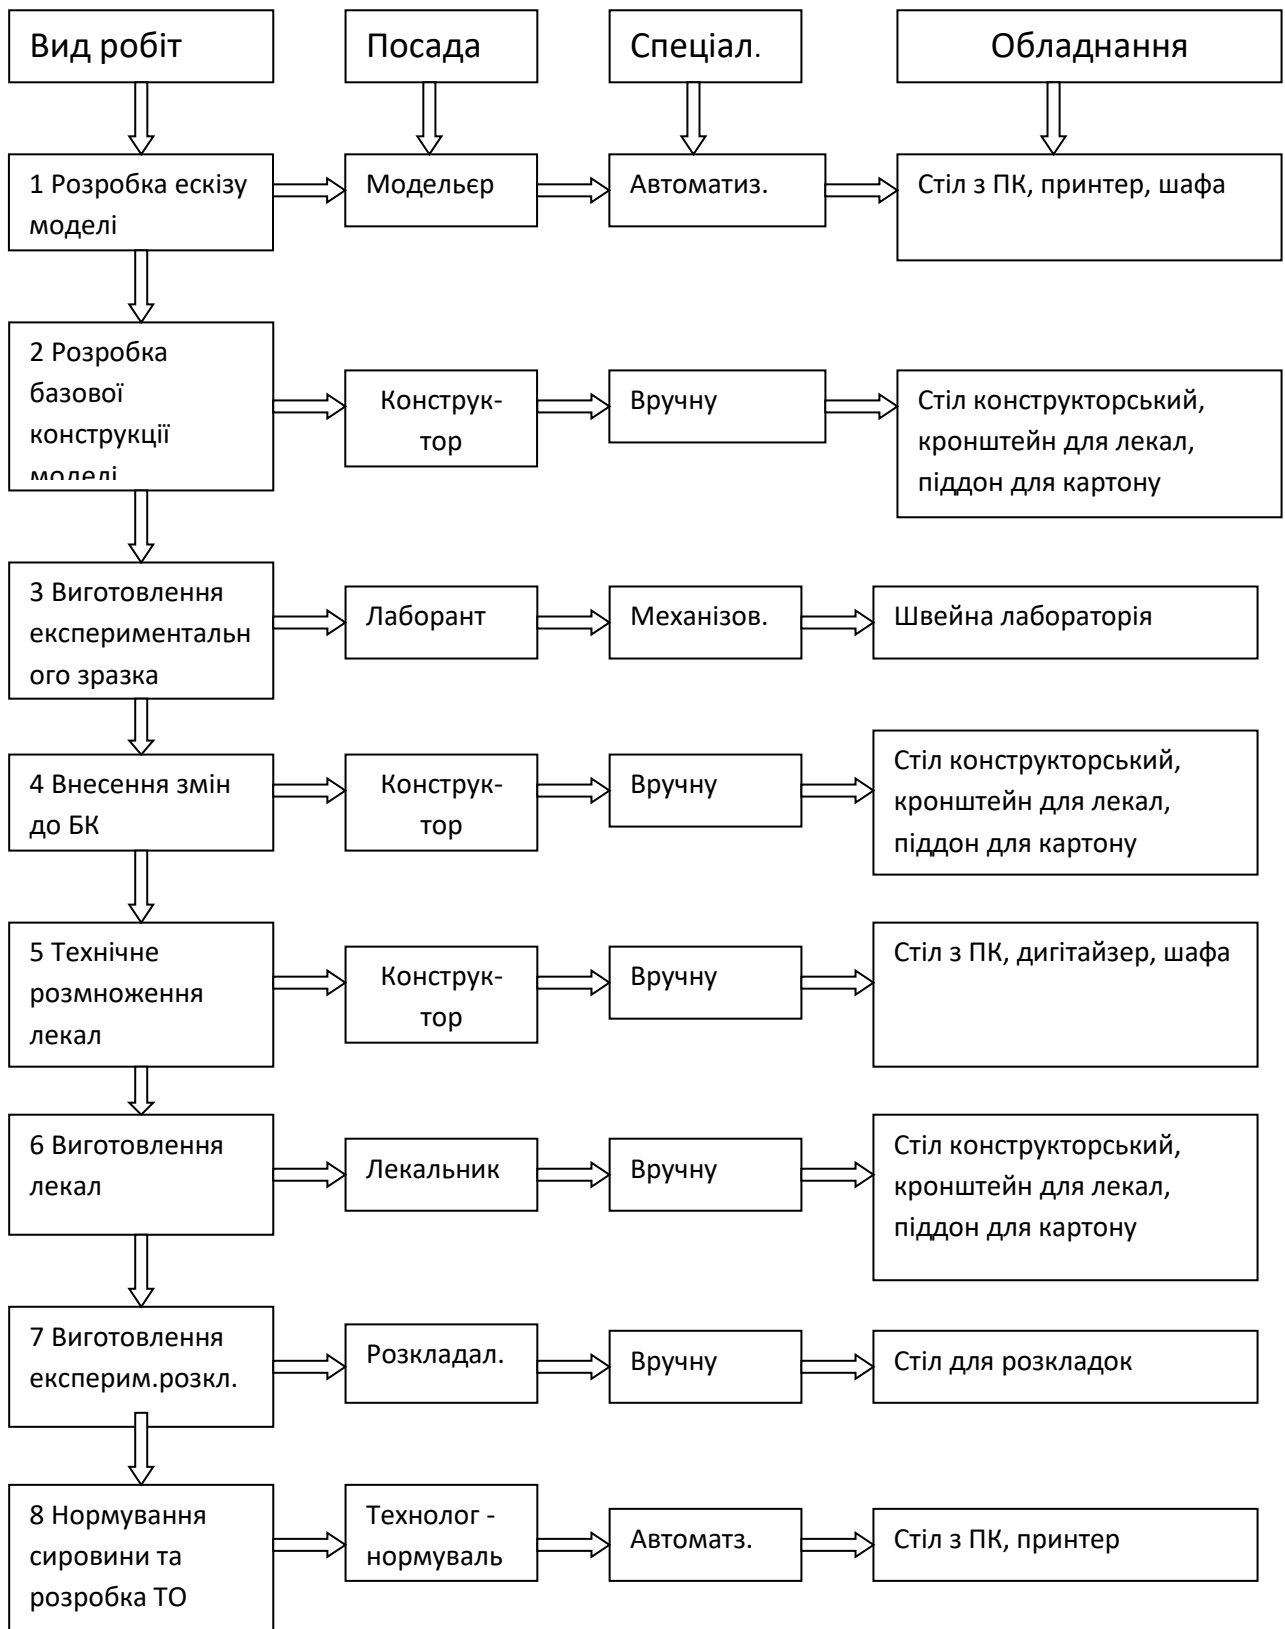 Вид робіт
Посада
Спеціал.
Обладнання
1 Розробка ескізу
моделі
Модельєр
Автоматиз.
Стіл з ПК, принтер, шафа
2 Розробка
базової
конструкції
моделі
Конструк-
тор
Вручну
Стіл конструкторський,
кронштейн для лекал,
піддон для картону
3 Виготовлення
експериментальн
ого зразка
Лаборант
Механізов.
Швейна лабораторія
4 Внесення змін
до БК
Конструк-
тор
Вручну
Стіл конструкторський,
кронштейн для лекал,
піддон для картону
5 Технічне
розмноження
лекал
Конструк-
тор
Вручну
Стіл з ПК, дигітайзер, шафа
6 Виготовлення
лекал
Лекальник
Вручну
Стіл конструкторський,
кронштейн для лекал,
піддон для картону
7 Виготовлення
експерим.розкл.
Розкладал.
Вручну
Стіл для розкладок
8 Нормування
сировини та
розробка ТО
Технолог -
нормуваль
Автоматз.
Стіл з ПК, принтер